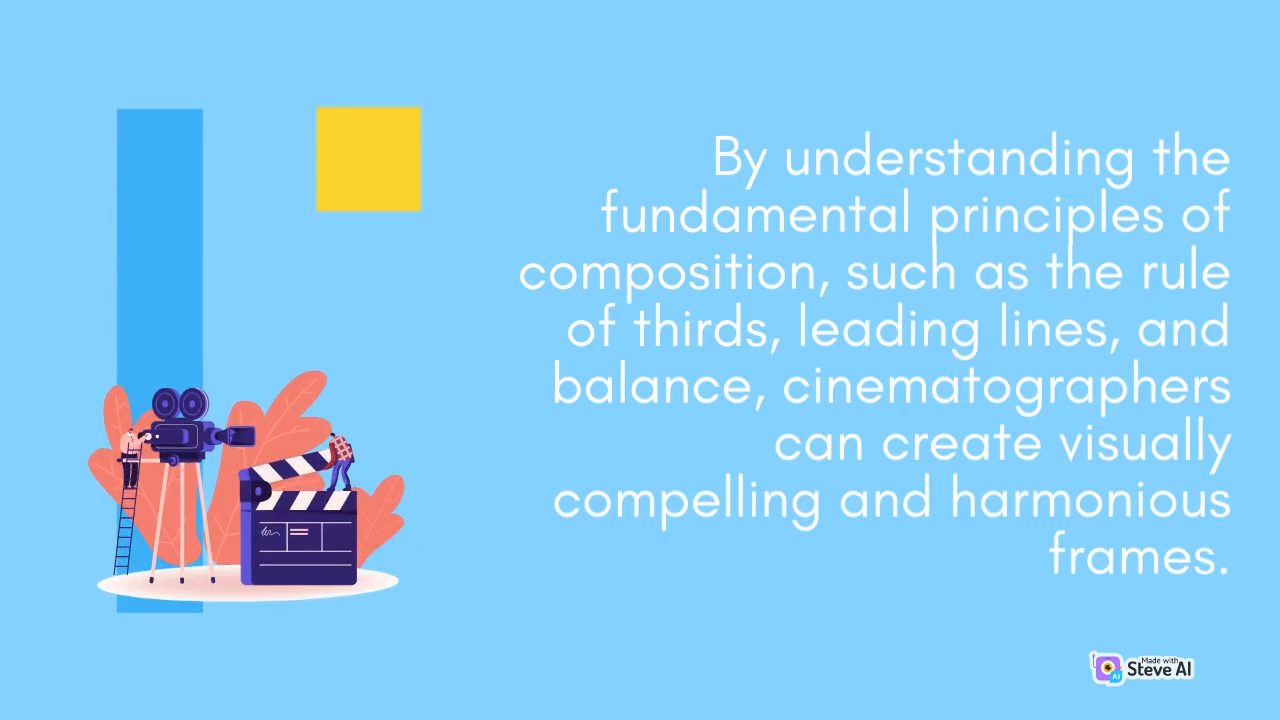 By understanding the
fundamental principles of
composition, such as the rule
of thirds, leading lines, and
balance, cinematographers
can create visually
compelling and harmonious
frames.
Made with
Steve AI
AI